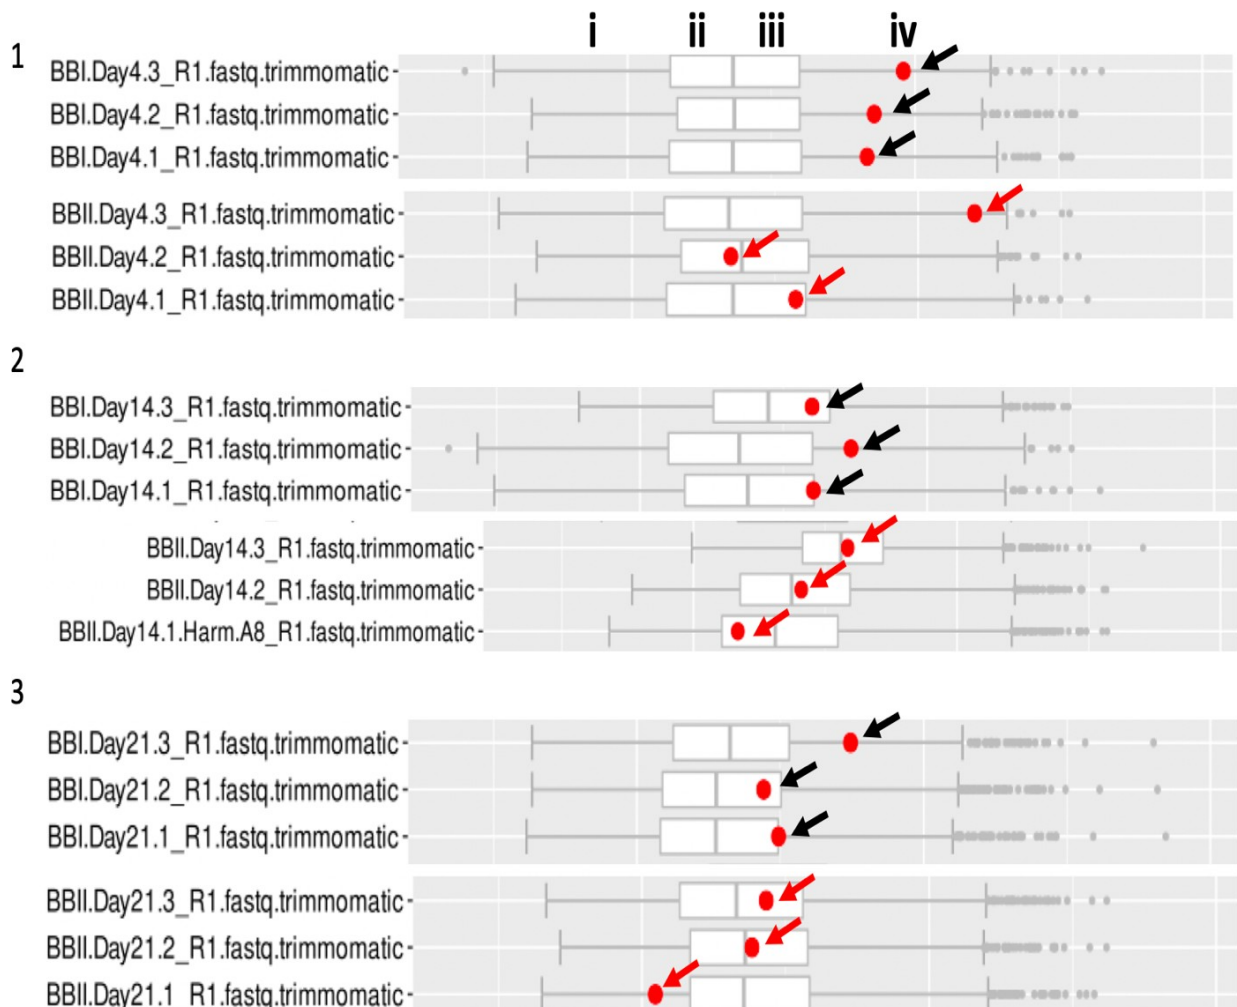 i ii iii iv
1
BBI.Day4.3_R1.fastq.trimmomatic
BBI.Day4.2_R1.fastq.trimmomatic
BBI.Day4.1_R1.fastq.trimmomatic
BBII.Day4.3_R1.fastq.trimmomatic
BBII.Day4.2_R1.fastq.trimmomatic
BBII.Day4.1_R1.fastq.trimmomatic
2
BBI.Day14.3_R1.fastq.trimmomatic
BBI.Day14.2_R1.fastq.trimmomatic
BBI.Day14.1_R1.fastq.trimmomatic
BBII.Day14.3_R1.fastq.trimmomatic
BBII.Day14.2_R1.fastq.trimmomatic
BBII.Day14.1.Harm.A8_R1.fastq.trimmomatic
3
BBI.Day21.3_R1.fastq.trimmomatic
BBI.Day21.2_R1.fastq.trimmomatic
BBI.Day21.1_R1.fastq.trimmomatic
BBII.Day21.3_R1.fastq.trimmomatic
BBII.Day21.2_R1.fastq.trimmomatic
BBII.Day21.1_R1.fastq.trimmomatic